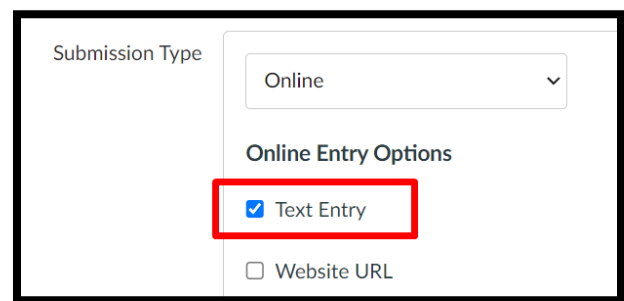 Submission Type
Online
Online Entry Options
Text Entry
Website URL